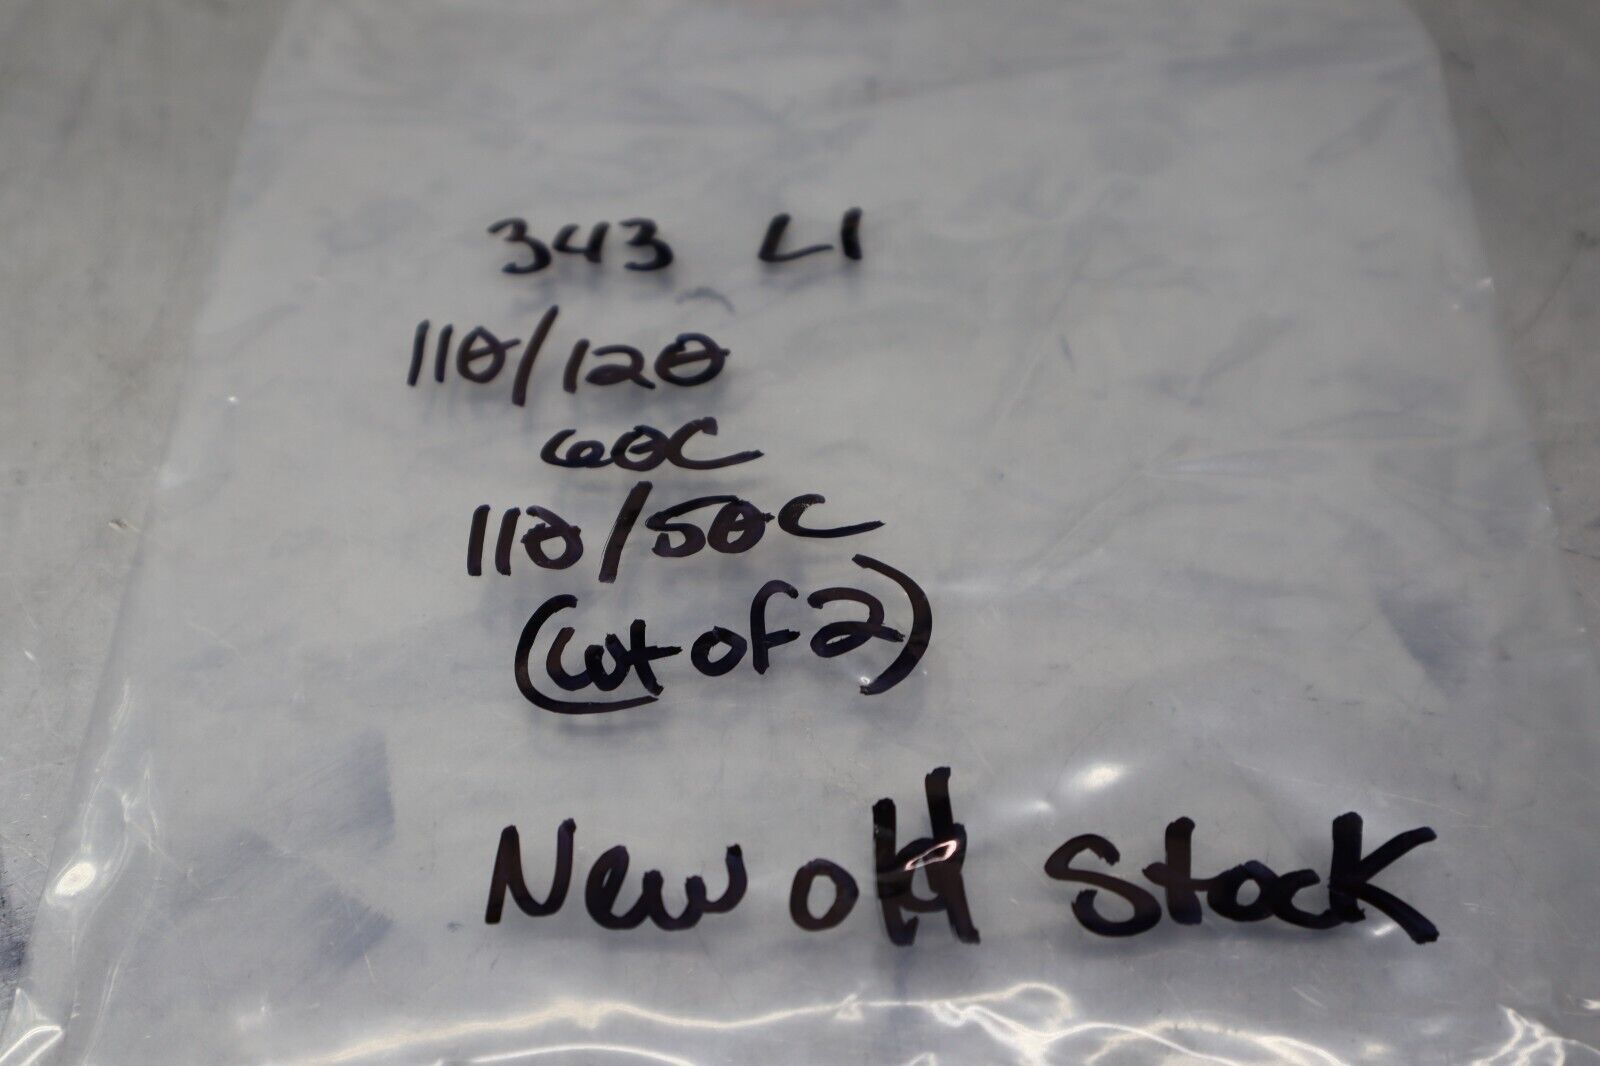 343 L1
110/120
60C
110/50C
(Lot of 2)
New old Stock